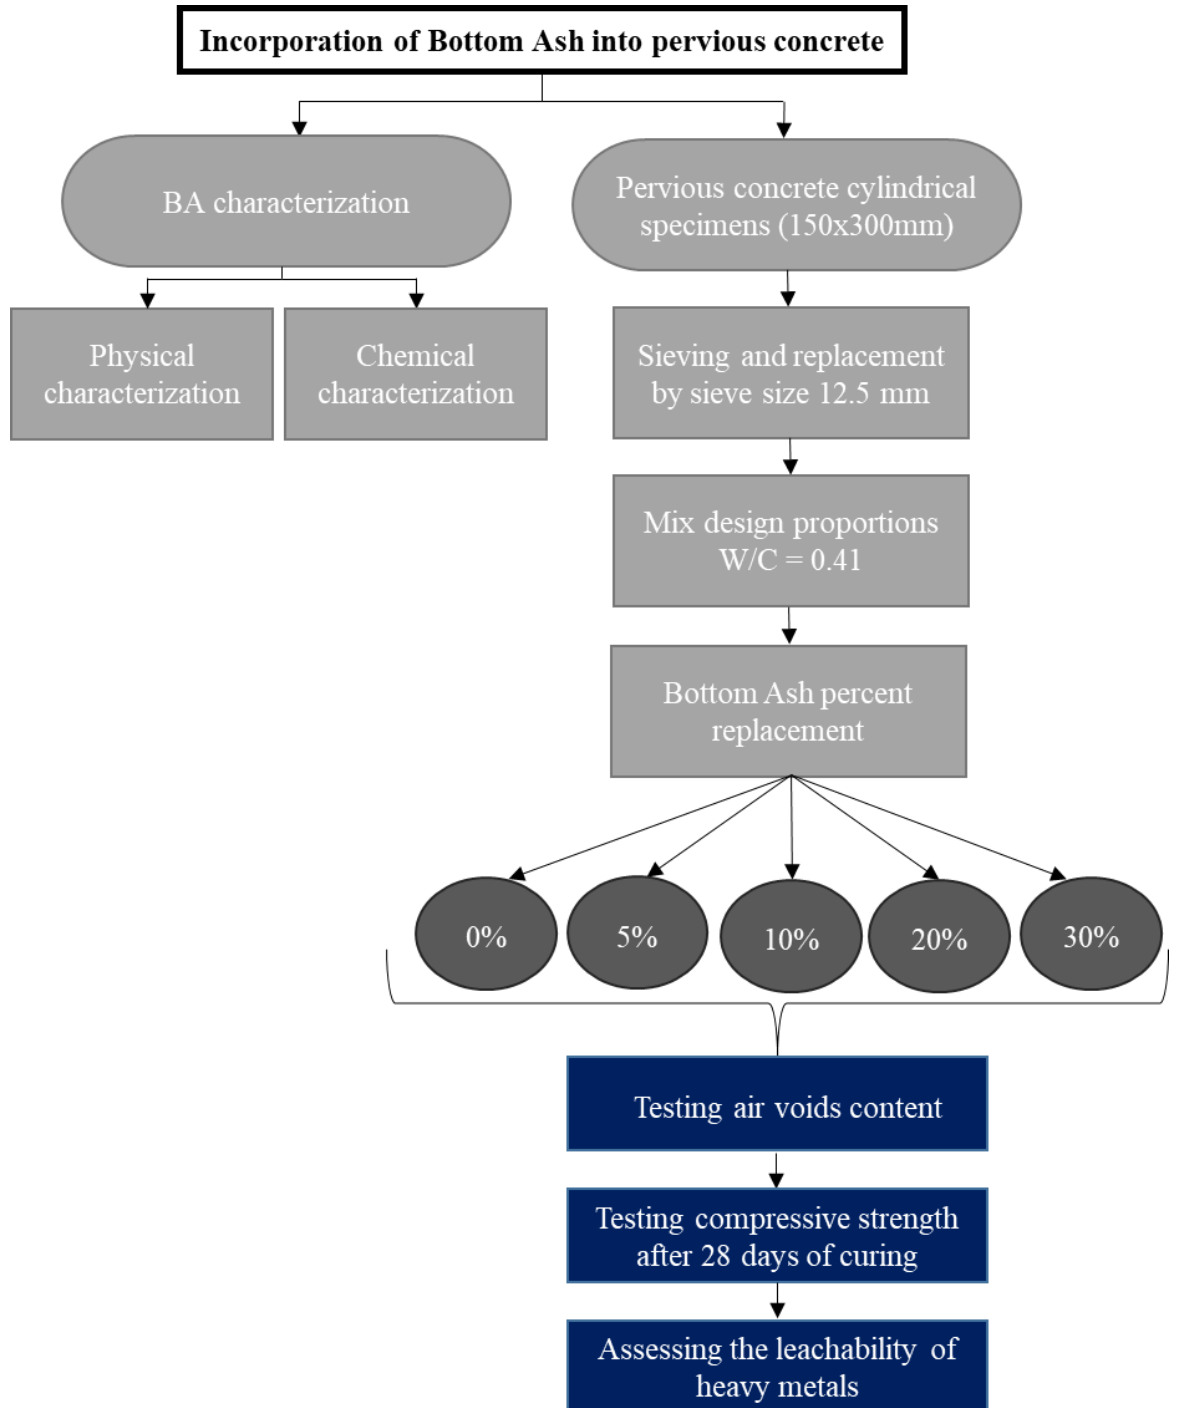 Incorporation of Bottom Ash into pervious concrete
BA characterization
Pervious concrete cylindrical
specimens (150x300mm)
Physical
characterization
Chemical
characterization
Sieving and replacement
by sieve size 12.5 mm
Mix design proportions
W/C = 0.41
Bottom Ash percent
replacement
0%
5%
10%
20%
30%
Testing air voids content
Testing compressive strength
after 28 days of curing
Assessing the leachability of
heavy metals